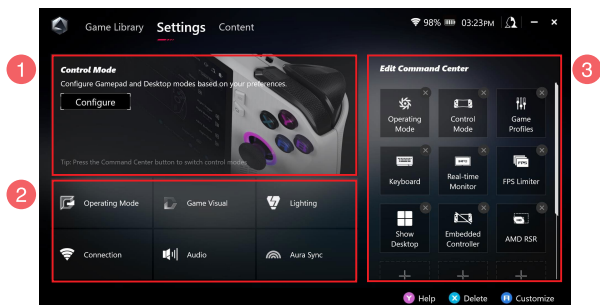 Game Library Settings Content
98% 03:23PM
1
Control Mode
Configure Gamepad and Desktop modes based on your preferences.
Configure
Tip: Press the Command Center button to switch control modes
2
Operating Mode
Game Visual
Lighting
Connection
Audio
Aura Sync
3
Edit Command Center
Operating
Mode
Control
Mode
Game
Profiles
Keyboard
Real-time
Monitor
FPS Limiter
Show
Desktop
Embedded
Controller
AMD RSR
Y Help
X Delete
Customize